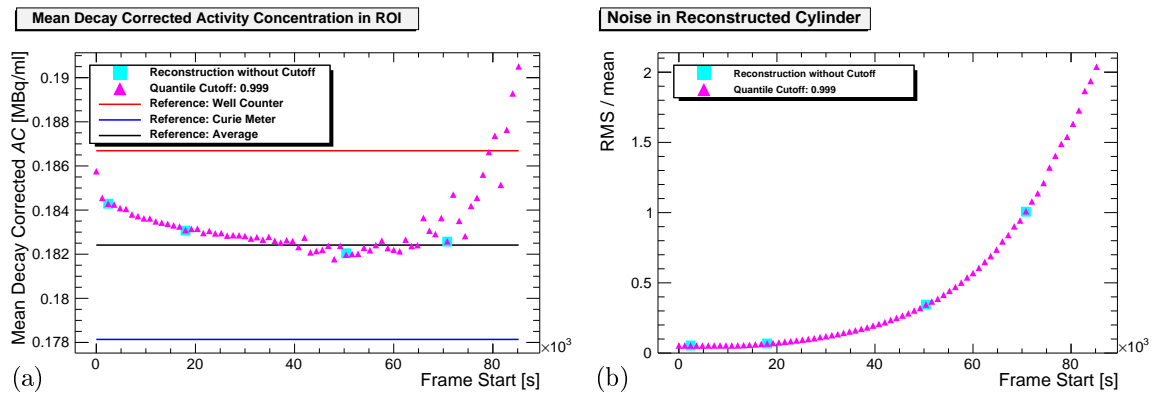 Mean Decay Corrected Activity Concentration in ROI
Mean Decay Corrected AC [MBq/ml]
0.19
0.188
0.186
0.184
0.182
0.18
0.178
Reconstruction without Cutoff
Quantile Cutoff: 0.999
Reference: Well Counter
Reference: Curie Meter
Reference: Average
0 20 40 60 80
×10³
Frame Start [s]
(a)
Noise in Reconstructed Cylinder
RMS / mean
2
1.5
1
0.5
0
Reconstruction without Cutoff
Quantile Cutoff: 0.999
0 20 40 60 80
×10³
Frame Start [s]
(b)